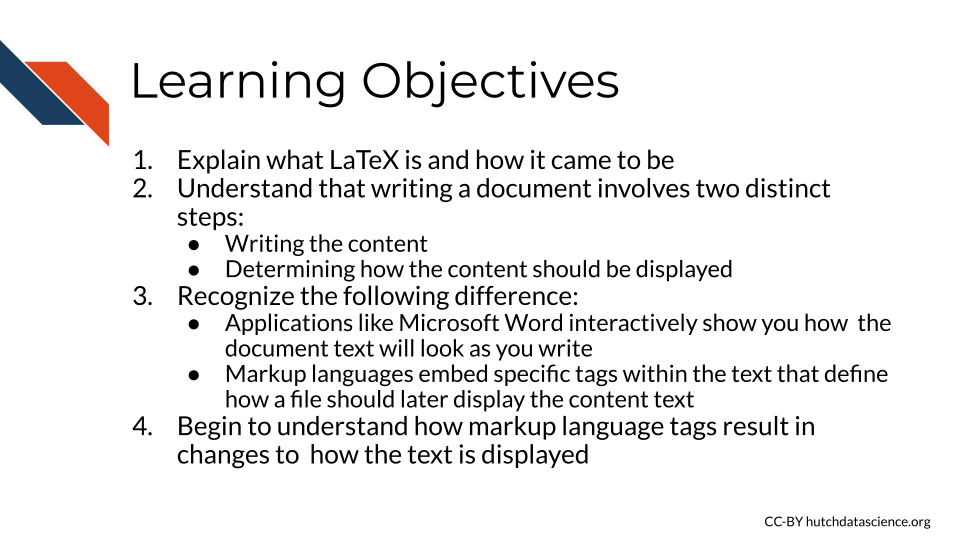 Learning Objectives
1. Explain what LaTeX is and how it came to be
2. Understand that writing a document involves two distinct
steps:
● Writing the content
● Determining how the content should be displayed
3. Recognize the following difference:
● Applications like Microsoft Word interactively show you how  the
document text will look as you write
● Markup languages embed specific tags within the text that define
how a file should later display the content text
4. Begin to understand how markup language tags result in
changes to  how the text is displayed
CC-BY hutchdatascience.org